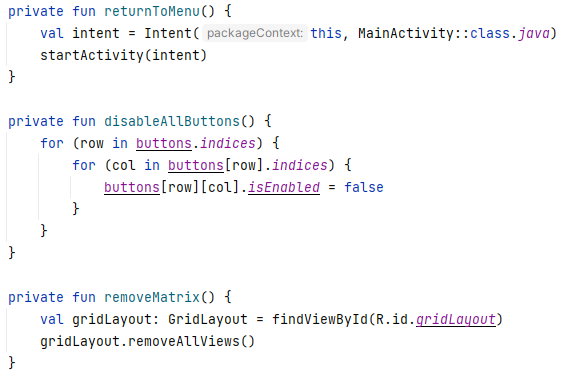 private fun returnToMenu() {
    val intent = Intent( packageContext: this, MainActivity::class.java)
    startActivity(intent)
}

private fun disableAllButtons() {
    for (row in buttons.indices) {
        for (col in buttons[row].indices) {
            buttons[row][col].isEnabled = false
        }
    }
}

private fun removeMatrix() {
    val gridLayout: GridLayout = findViewById(R.id.gridLayout)
    gridLayout.removeAllViews()
}